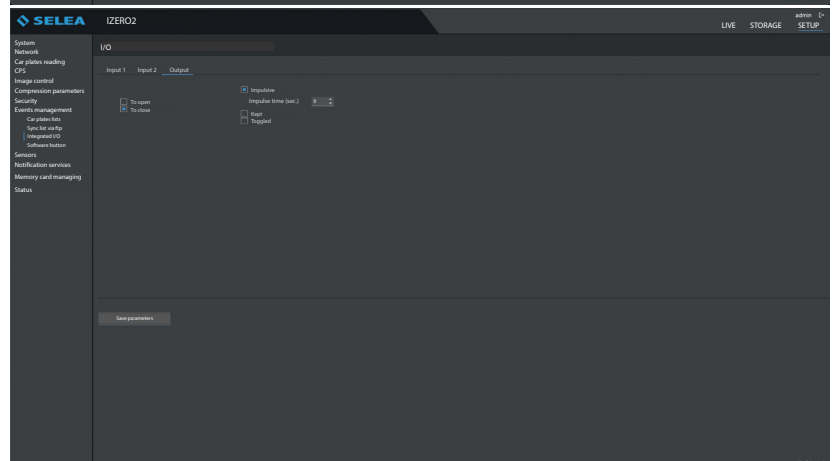 SELEA
IZERO2
admin
LIVE STORAGE SETUP
System
Network
Car plates reading
CPS
Image control
Compression parameters
Security
Events management
Car plates lists
Sync list via ftp
Integrated I/O
Software button
Sensors
Notification services
Memory card managing
Status
I/O
Input 1 Input 2 Output
To open
To close
Impulsive
Impulse time (sec.) 6
Kept
Toggled
Save parameters